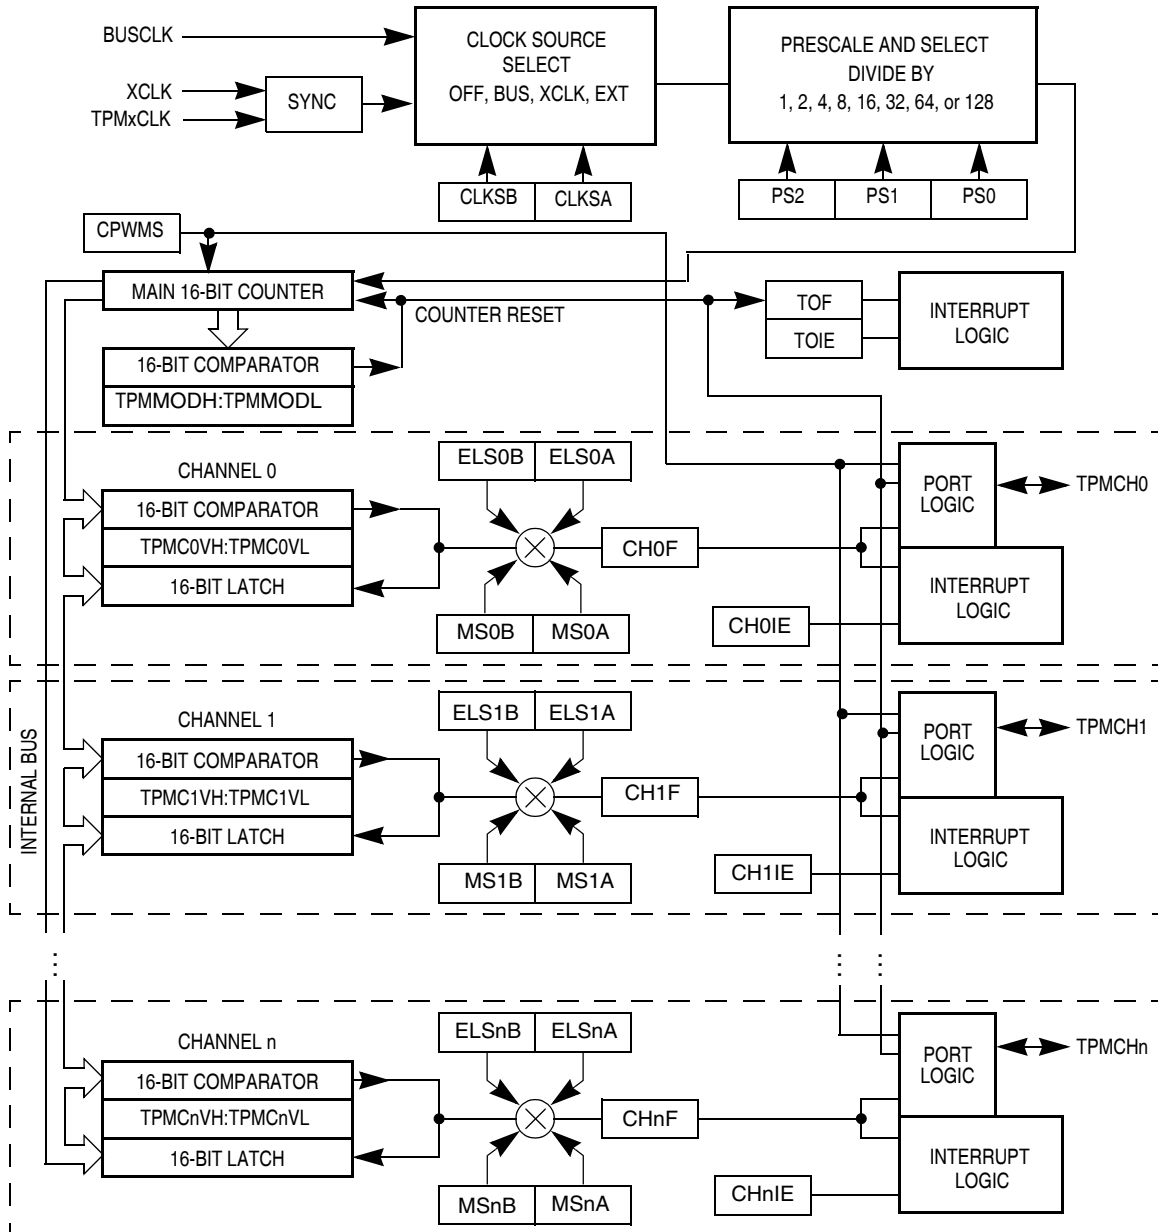 BUSCLK
XCLK
TPMxCLK
SYNC
CLOCK SOURCE
SELECT
OFF, BUS, XCLK, EXT
PRESCALE AND SELECT
DIVIDE BY
1, 2, 4, 8, 16, 32, 64, or 128
CLKSB
CLKSA
PS2
PS1
PS0
CPWMS
MAIN 16-BIT COUNTER
COUNTER RESET
TOF
TOIE
INTERRUPT
LOGIC
16-BIT COMPARATOR
TPMMODH:TPMMODL
INTERNAL BUS
CHANNEL 0
16-BIT COMPARATOR
TPMC0VH:TPMC0VL
16-BIT LATCH
ELS0B
ELS0A
MS0B
MS0A
CH0F
CH0IE
PORT
LOGIC
INTERRUPT
LOGIC
TPMCH0
CHANNEL 1
16-BIT COMPARATOR
TPMC1VH:TPMC1VL
16-BIT LATCH
ELS1B
ELS1A
MS1B
MS1A
CH1F
CH1IE
PORT
LOGIC
INTERRUPT
LOGIC
TPMCH1
...
...
...
CHANNEL n
16-BIT COMPARATOR
TPMCnVH:TPMCnVL
16-BIT LATCH
ELSnB
ELSnA
MSnB
MSnA
CHnF
CHnIE
PORT
LOGIC
INTERRUPT
LOGIC
TPMCHn